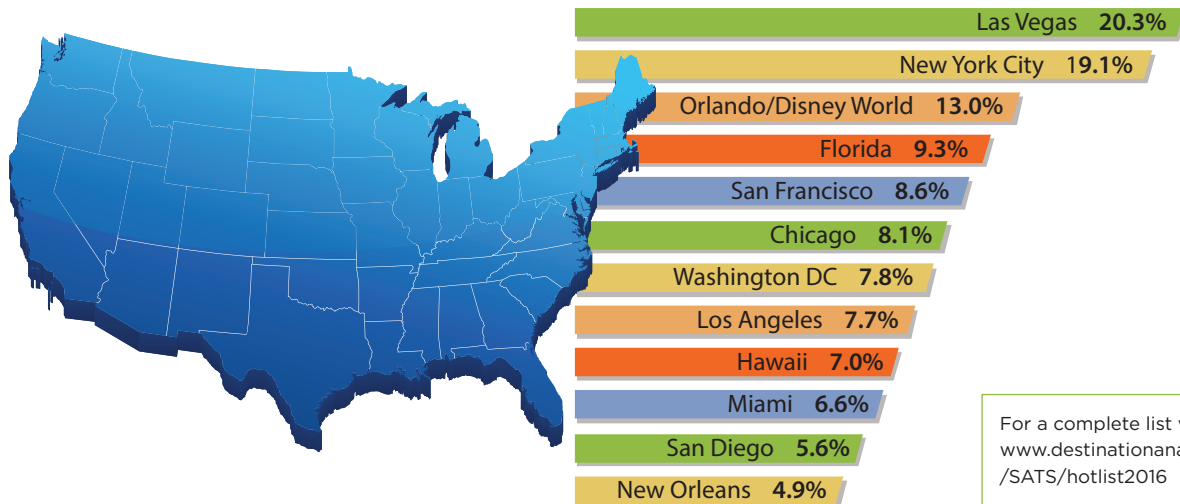 Las Vegas 20.3%
New York City 19.1%
Orlando/Disney World 13.0%
Florida 9.3%
San Francisco 8.6%
Chicago 8.1%
Washington DC 7.8%
Los Angeles 7.7%
Hawaii 7.0%
Miami 6.6%
San Diego 5.6%
New Orleans 4.9%
For a complete list
/SATS/hotlist2016